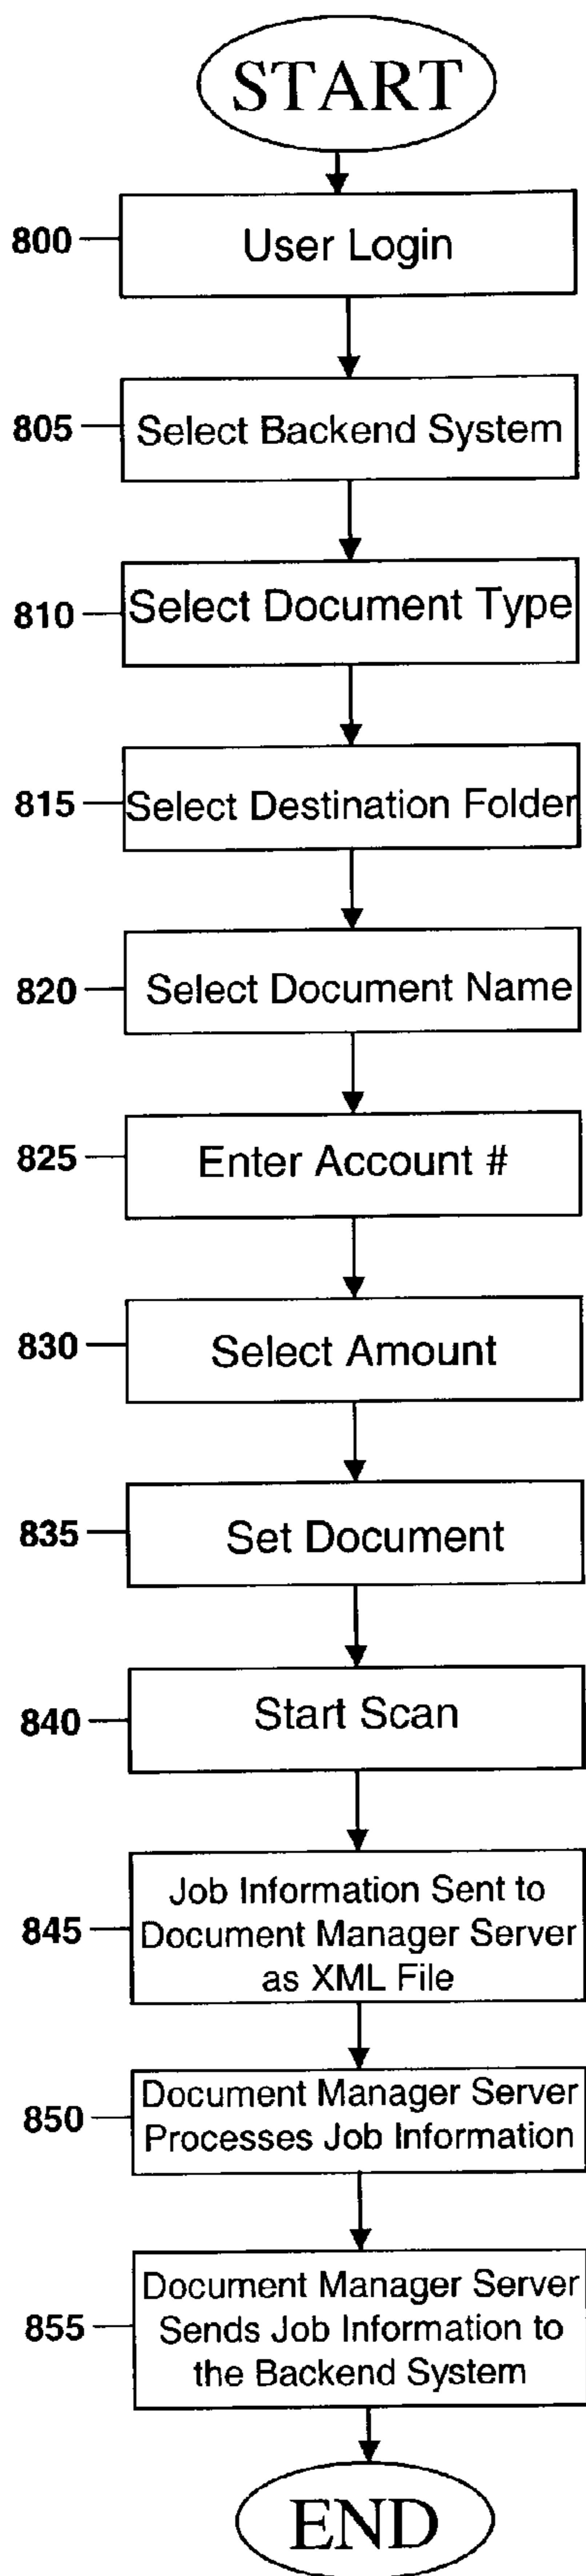 START
800
User Login
805
Select Backend System
810
Select Document Type
815
Select Destination Folder
820
Select Document Name
825
Enter Account #
830
Select Amount
835
Set Document
840
Start Scan
845
Job Information Sent to
Document Manager Server
as XML File
850
Document Manager Server
Processes Job Information
855
Document Manager Server
Sends Job Information to
the Backend System
END